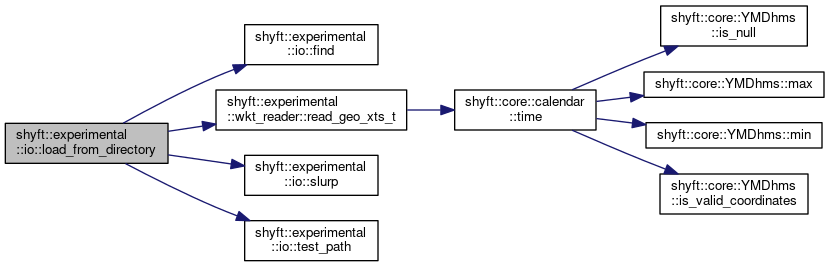 shyft::experimental
::io::load_from_directory
shyft::experimental
::io::find
shyft::experimental
::wkt_reader::read_geo_xts_t
shyft::experimental
::io::slurp
shyft::experimental
::io::test_path
shyft::core::calendar
::time
shyft::core::YMDhms
::is_null
shyft::core::YMDhms::max
shyft::core::YMDhms::min
shyft::core::YMDhms
::is_valid_coordinates